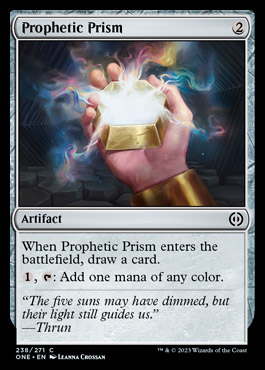 Prophetic Prism 2
Artifact
When Prophetic Prism enters the
battlefield, draw a card.
1, : Add one mana of any color.
"The five suns may have dimmed, but
their light still guides us."
—Thrun
238/271 C
ONE • EN Leanna Crossan
™ & © 2023 Wizards of the Coast